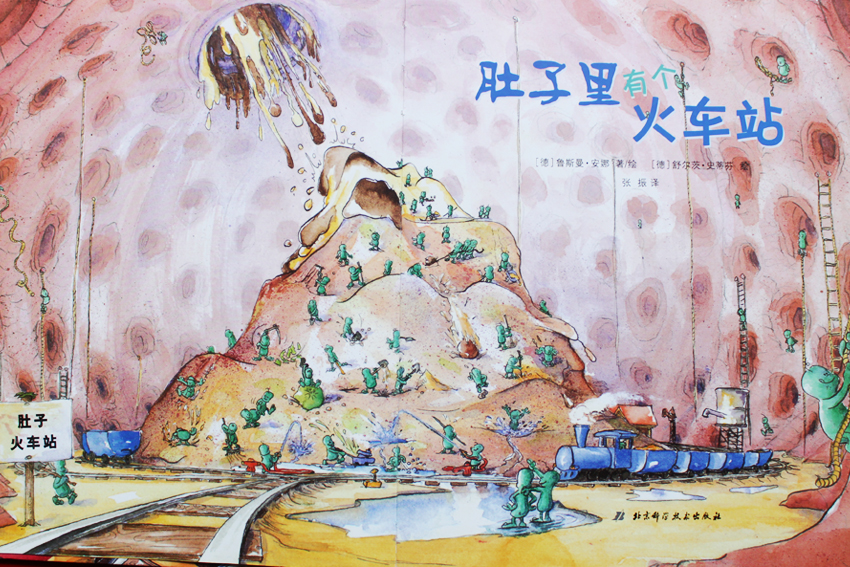 肚子里有个
火车站
[德]鲁斯曼·安娜 著/绘 [德]舒尔茨·史蒂芬 绘
张振 译
肚子
火车站
北京科学技术出版社